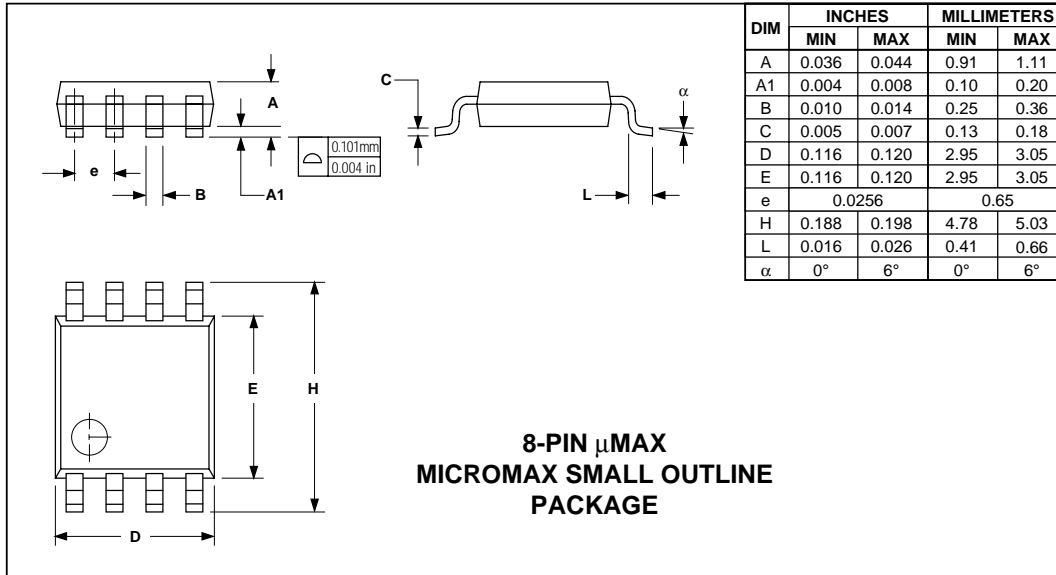 DIM INCHES MILLIMETERS
MIN MAX MIN MAX
A 0.036 0.044 0.91 1.11
A1 0.004 0.008 0.10 0.20
B 0.010 0.014 0.25 0.36
C 0.005 0.007 0.13 0.18
D 0.116 0.120 2.95 3.05
E 0.116 0.120 2.95 3.05
e 0.0256 0.65
H 0.188 0.198 4.78 5.03
L 0.016 0.026 0.41 0.66
α 0° 6° 0° 6°
A
e
B
A1
0.101mm
0.004 in
C
α
L
E
H
D
8-PIN µMAX
MICROMAX SMALL OUTLINE
PACKAGE